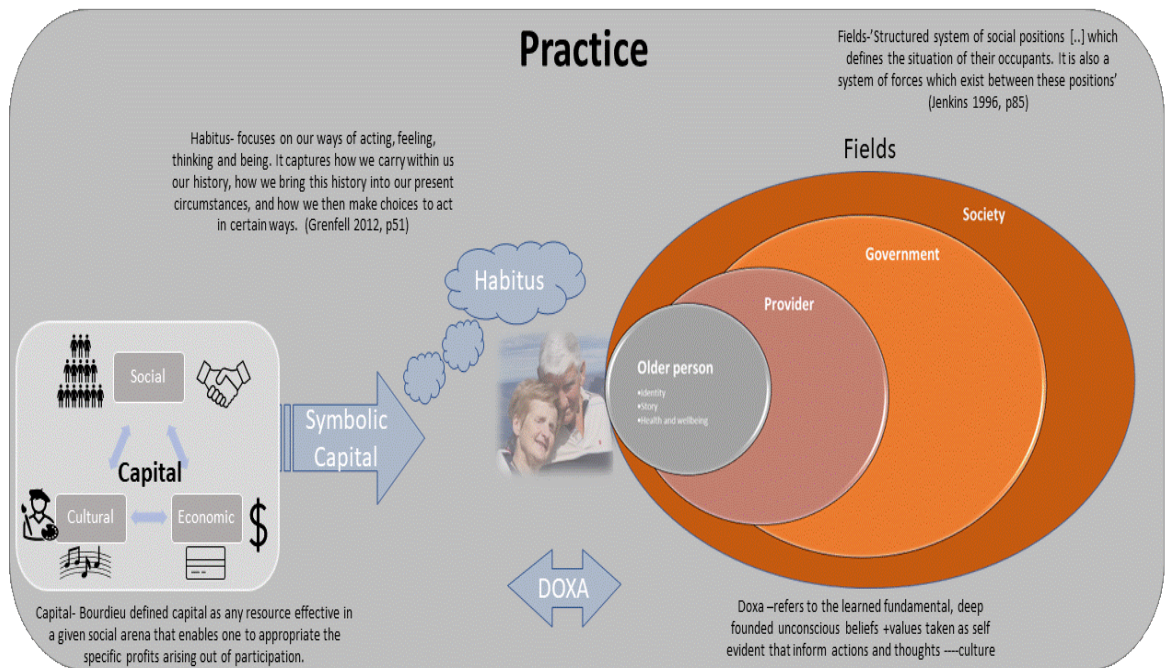 Practice
Fields-'Structured system of social positions [..] which
defines the situation of their occupants. It is also a
system of forces which exist between these positions'
(Jenkins 1996, p85)
Habitus- focuses on our ways of acting, feeling,
thinking and being. It captures how we carry within us
our history, how we bring this history into our present
circumstances, and how we then make choices to act
in certain ways. (Grenfell 2012, p51)
Fields
Society
Government
Provider
Older person
•Identity
•Story
•Health and wellbeing
Habitus
Social
Capital
Cultural
Economic
$
Symbolic
Capital
DOXA
Capital- Bourdieu defined capital as any resource effective in
a given social arena that enables one to appropriate the
specific profits arising out of participation.
Doxa –refers to the learned fundamental, deep
founded unconscious beliefs +values taken as self
evident that inform actions and thoughts ----culture